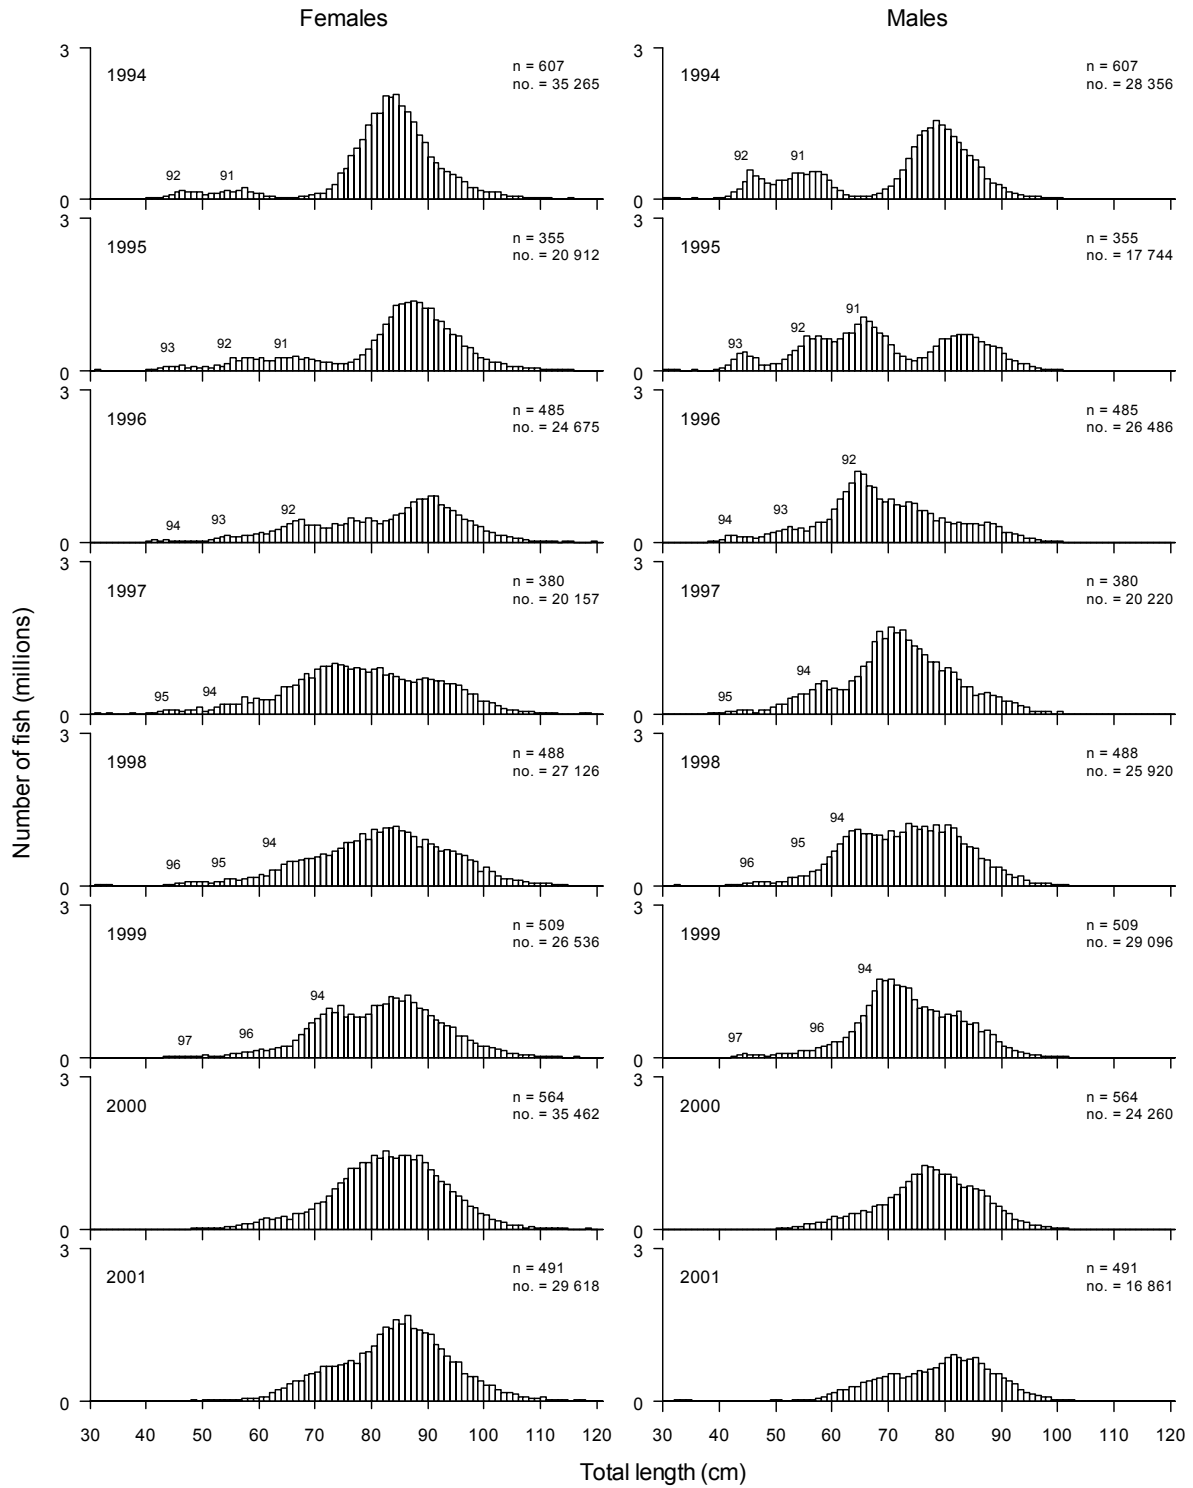 Females
Males
3
1994
n = 607
no. = 35 265
92
91
0
1994
n = 607
no. = 28 356
92
91
0
3
1995
n = 355
no. = 20 912
93
92
91
0
3
1995
n = 355
no. = 17 744
93
92
91
0
3
1996
n = 485
no. = 24 675
94
93
92
0
3
1996
n = 485
no. = 26 486
94
93
92
0
3
1997
n = 380
no. = 20 157
95
94
0
3
1997
n = 380
no. = 20 220
95
94
0
3
1998
n = 488
no. = 27 126
96
95
94
0
3
1998
n = 488
no. = 25 920
96
95
94
0
3
1999
n = 509
no. = 26 536
97
96
94
0
3
1999
n = 509
no. = 29 096
97
96
94
0
3
2000
n = 564
no. = 35 462
0
3
2000
n = 564
no. = 24 260
0
3
2001
n = 491
no. = 29 618
0
3
2001
n = 491
no. = 16 861
0
30 40 50 60 70 80 90 100 110 120
30 40 50 60 70 80 90 100 110 120
Total length (cm)
Number of fish (millions)